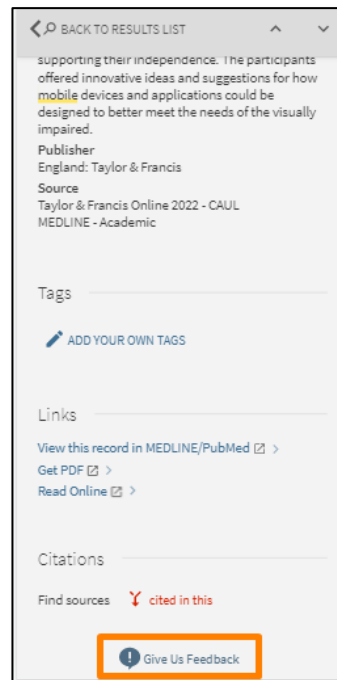 BACK TO RESULTS LIST
supporting their independence. The participants
offered innovative ideas and suggestions for how
mobile devices and applications could be
designed to better meet the needs of the visually
impaired.
Publisher
England: Taylor & Francis
Source
Taylor & Francis Online 2022 - CAUL
MEDLINE - Academic
Tags
ADD YOUR OWN TAGS
Links
View this record in MEDLINE/PubMed
Get PDF
Read Online
Citations
Find sources cited in this
Give Us Feedback